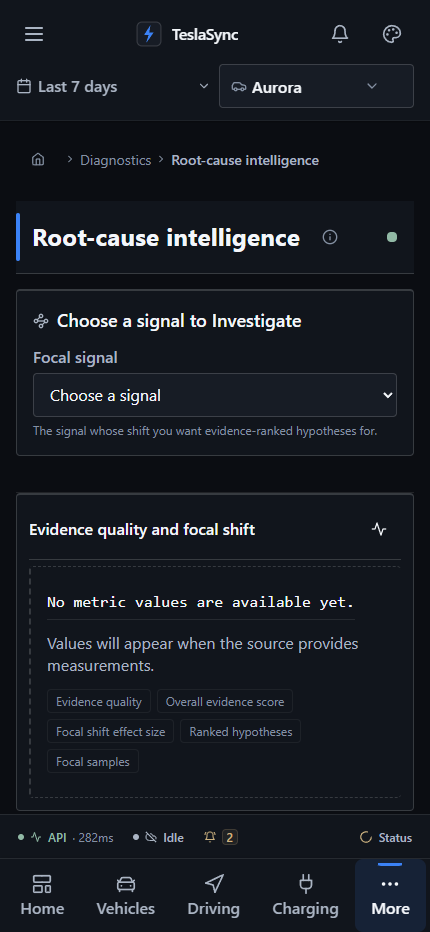 TeslaSync
Last 7 days
Aurora
Diagnostics
Root-cause intelligence
Root-cause intelligence
Choose a signal to Investigate
Focal signal
Choose a signal
The signal whose shift you want evidence-ranked hypotheses for.
Evidence quality and focal shift
No metric values are available yet.
Values will appear when the source provides
measurements.
Evidence quality
Overall evidence score
Focal shift effect size
Ranked hypotheses
Focal samples
API · 282ms
Idle
2
Status
Home
Vehicles
Driving
Charging
More